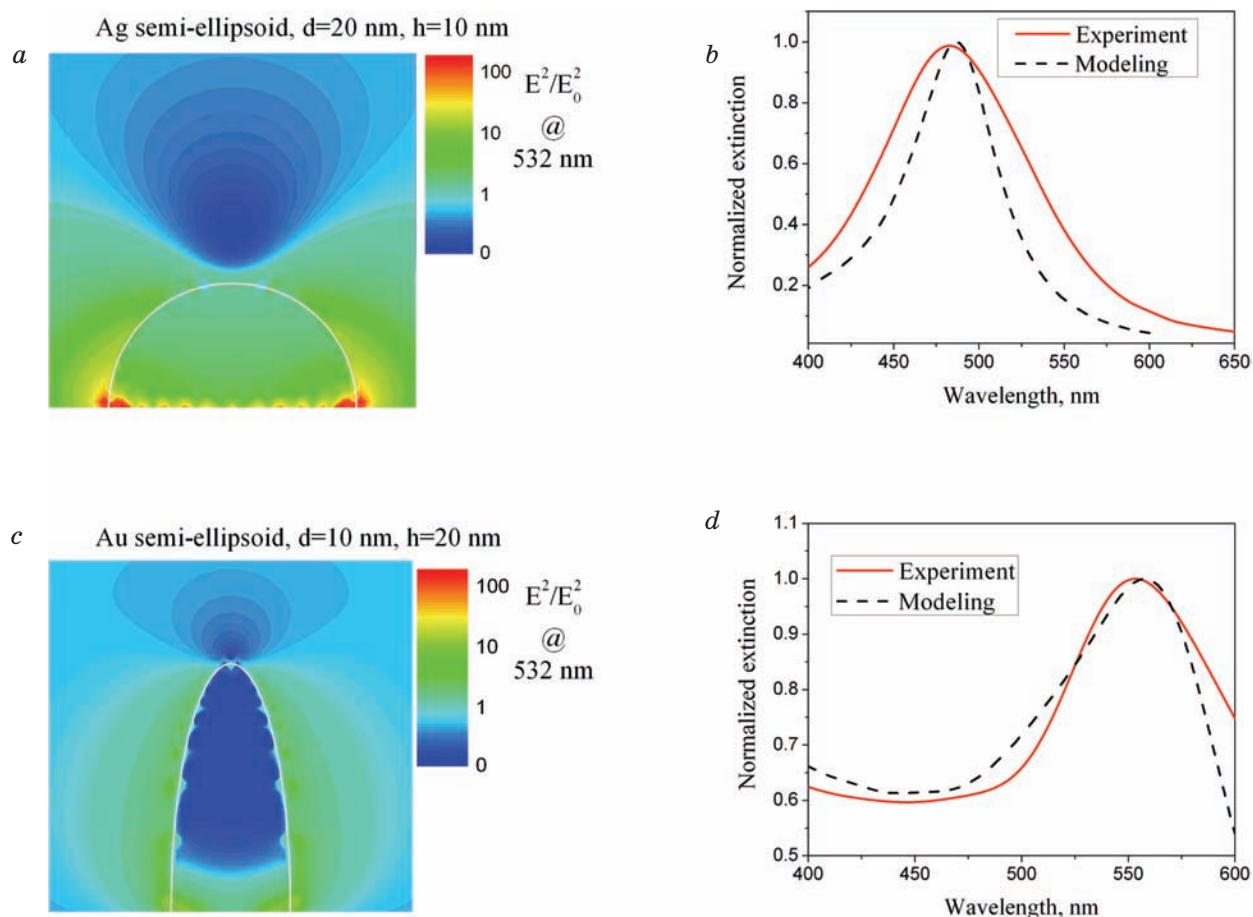 a
Ag semi-ellipsoid, d=20 nm, h=10 nm
100
10
1
0
E²/E₀²
@
532 nm
b
Experiment
Modeling
Normalized extinction
1.0
0.8
0.6
0.4
0.2
400 450 500 550 600 650
Wavelength, nm
c
Au semi-ellipsoid, d=10 nm, h=20 nm
100
10
1
0
E²/E₀²
@
532 nm
d
Experiment
Modeling
Normalized extinction
1.1
1.0
0.9
0.8
0.7
0.6
0.5
400 450 500 550 600
Wavelength, nm